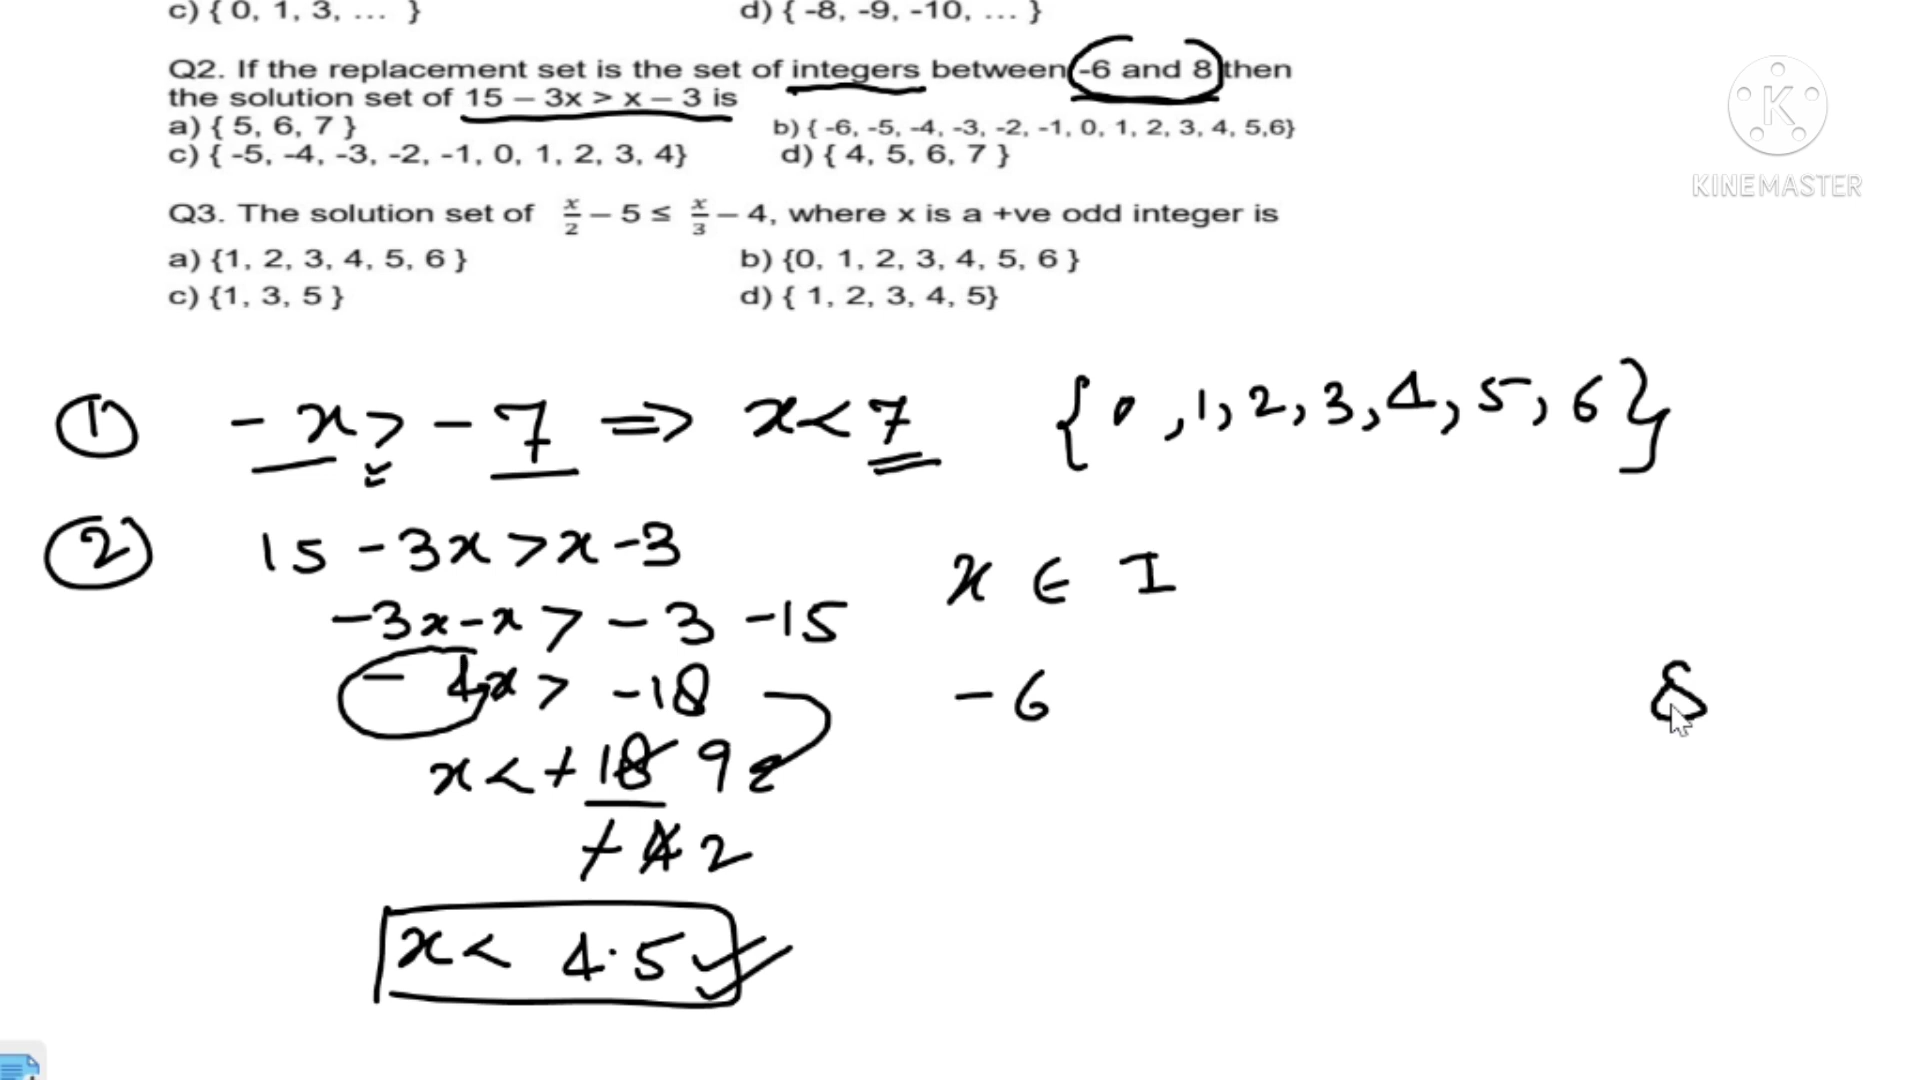 c) { 0, 1, 3, ... } d) { -8, -9, -10, ... }
Q2. If the replacement set is the set of integers between -6 and 8 then
the solution set of 15 – 3x > x – 3 is
a) { 5, 6, 7 } b) { -6, -5, -4, -3, -2, -1, 0, 1, 2, 3, 4, 5,6}
c) { -5, -4, -3, -2, -1, 0, 1, 2, 3, 4} d) { 4, 5, 6, 7 }
KINEMASTER
Q3. The solution set of x/2 – 5 ≤ x/3 – 4, where x is a +ve odd integer is
a) {1, 2, 3, 4, 5, 6 } b) {0, 1, 2, 3, 4, 5, 6 }
c) {1, 3, 5 } d) { 1, 2, 3, 4, 5}
① -x > -7 ⇒ x < 7 {0, 1, 2, 3, 4, 5, 6}
② 15 - 3x > x - 3
x ∈ I
-3x - x > -3 - 15
-4x > -18 -6 8
x < +18 9
+4 2
x < 4.5